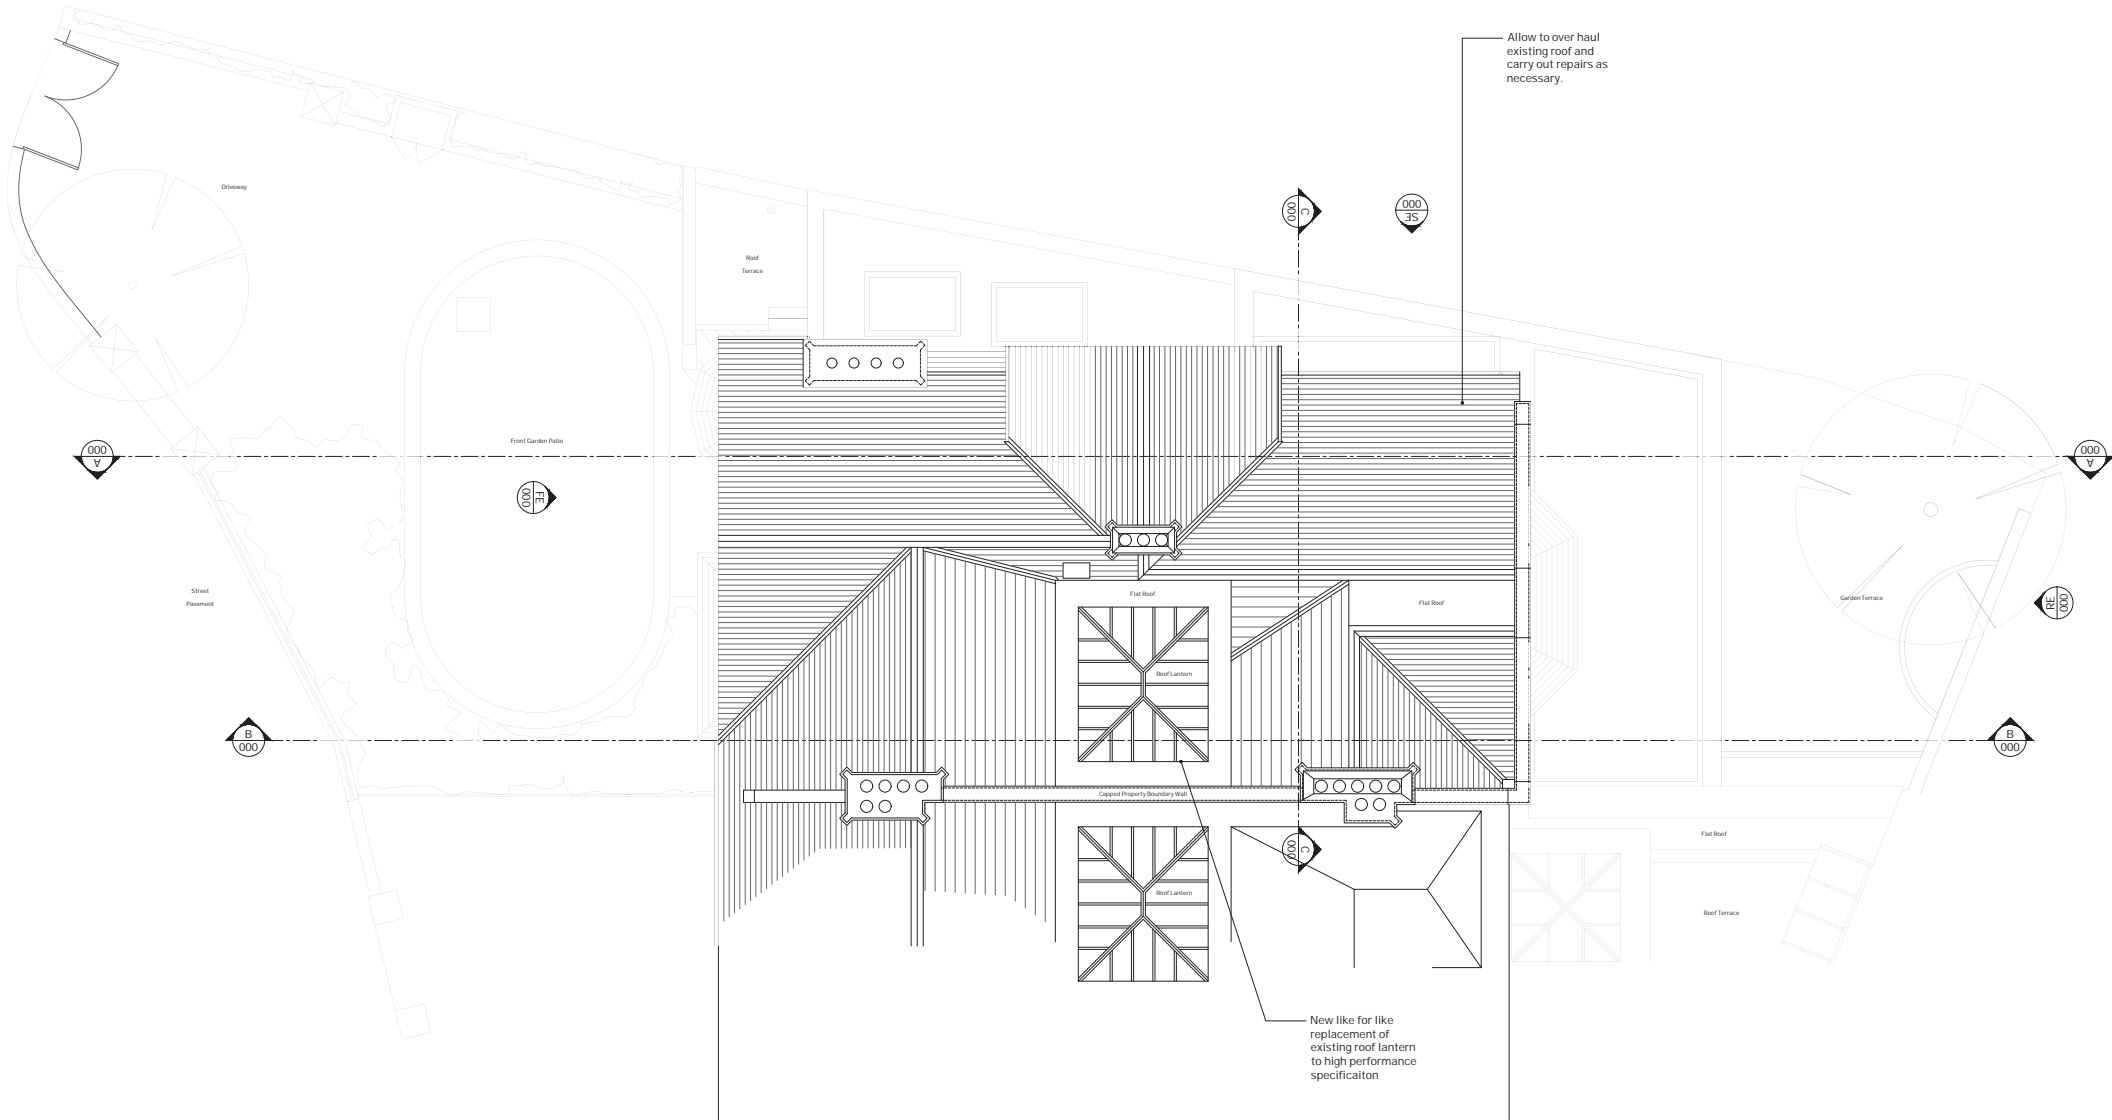 Allow to over haul
existing roof and
carry out repairs as
necessary.
Driveway
C
000
000
SE
Roof
Terrace
Front Garden Patio
000
A
000
A
FE
000
Street
Pavement
Flat Roof
Flat Roof
Garden Terrace
RE
000
Roof Lantern
B
000
B
000
Capped Property Boundary Wall
Flat Roof
C
000
Roof Lantern
Roof Terrace
New like for like
replacement of
existing roof lantern
to high performance
specificaiton